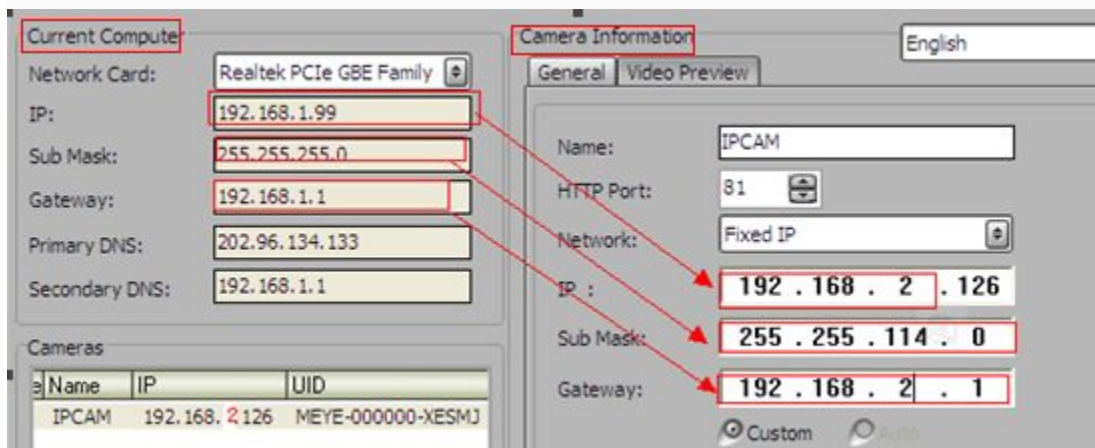 Current Computer
Network Card: Realtek PCIe GBE Family
IP: 192.168.1.99
Sub Mask: 255.255.255.0
Gateway: 192.168.1.1
Primary DNS: 202.96.134.133
Secondary DNS: 192.168.1.1
Cameras
Name IP UID
IPCAM 192.168. 2 126 MEYE-000000-XESMJ
Camera Information
English
General Video Preview
Name: IPCAM
HTTP Port: 81
Network: Fixed IP
IP : 192 . 168 . 2 . 126
Sub Mask: 255 . 255 . 114 . 0
Gateway: 192 . 168 . 2 . 1
Custom Auto